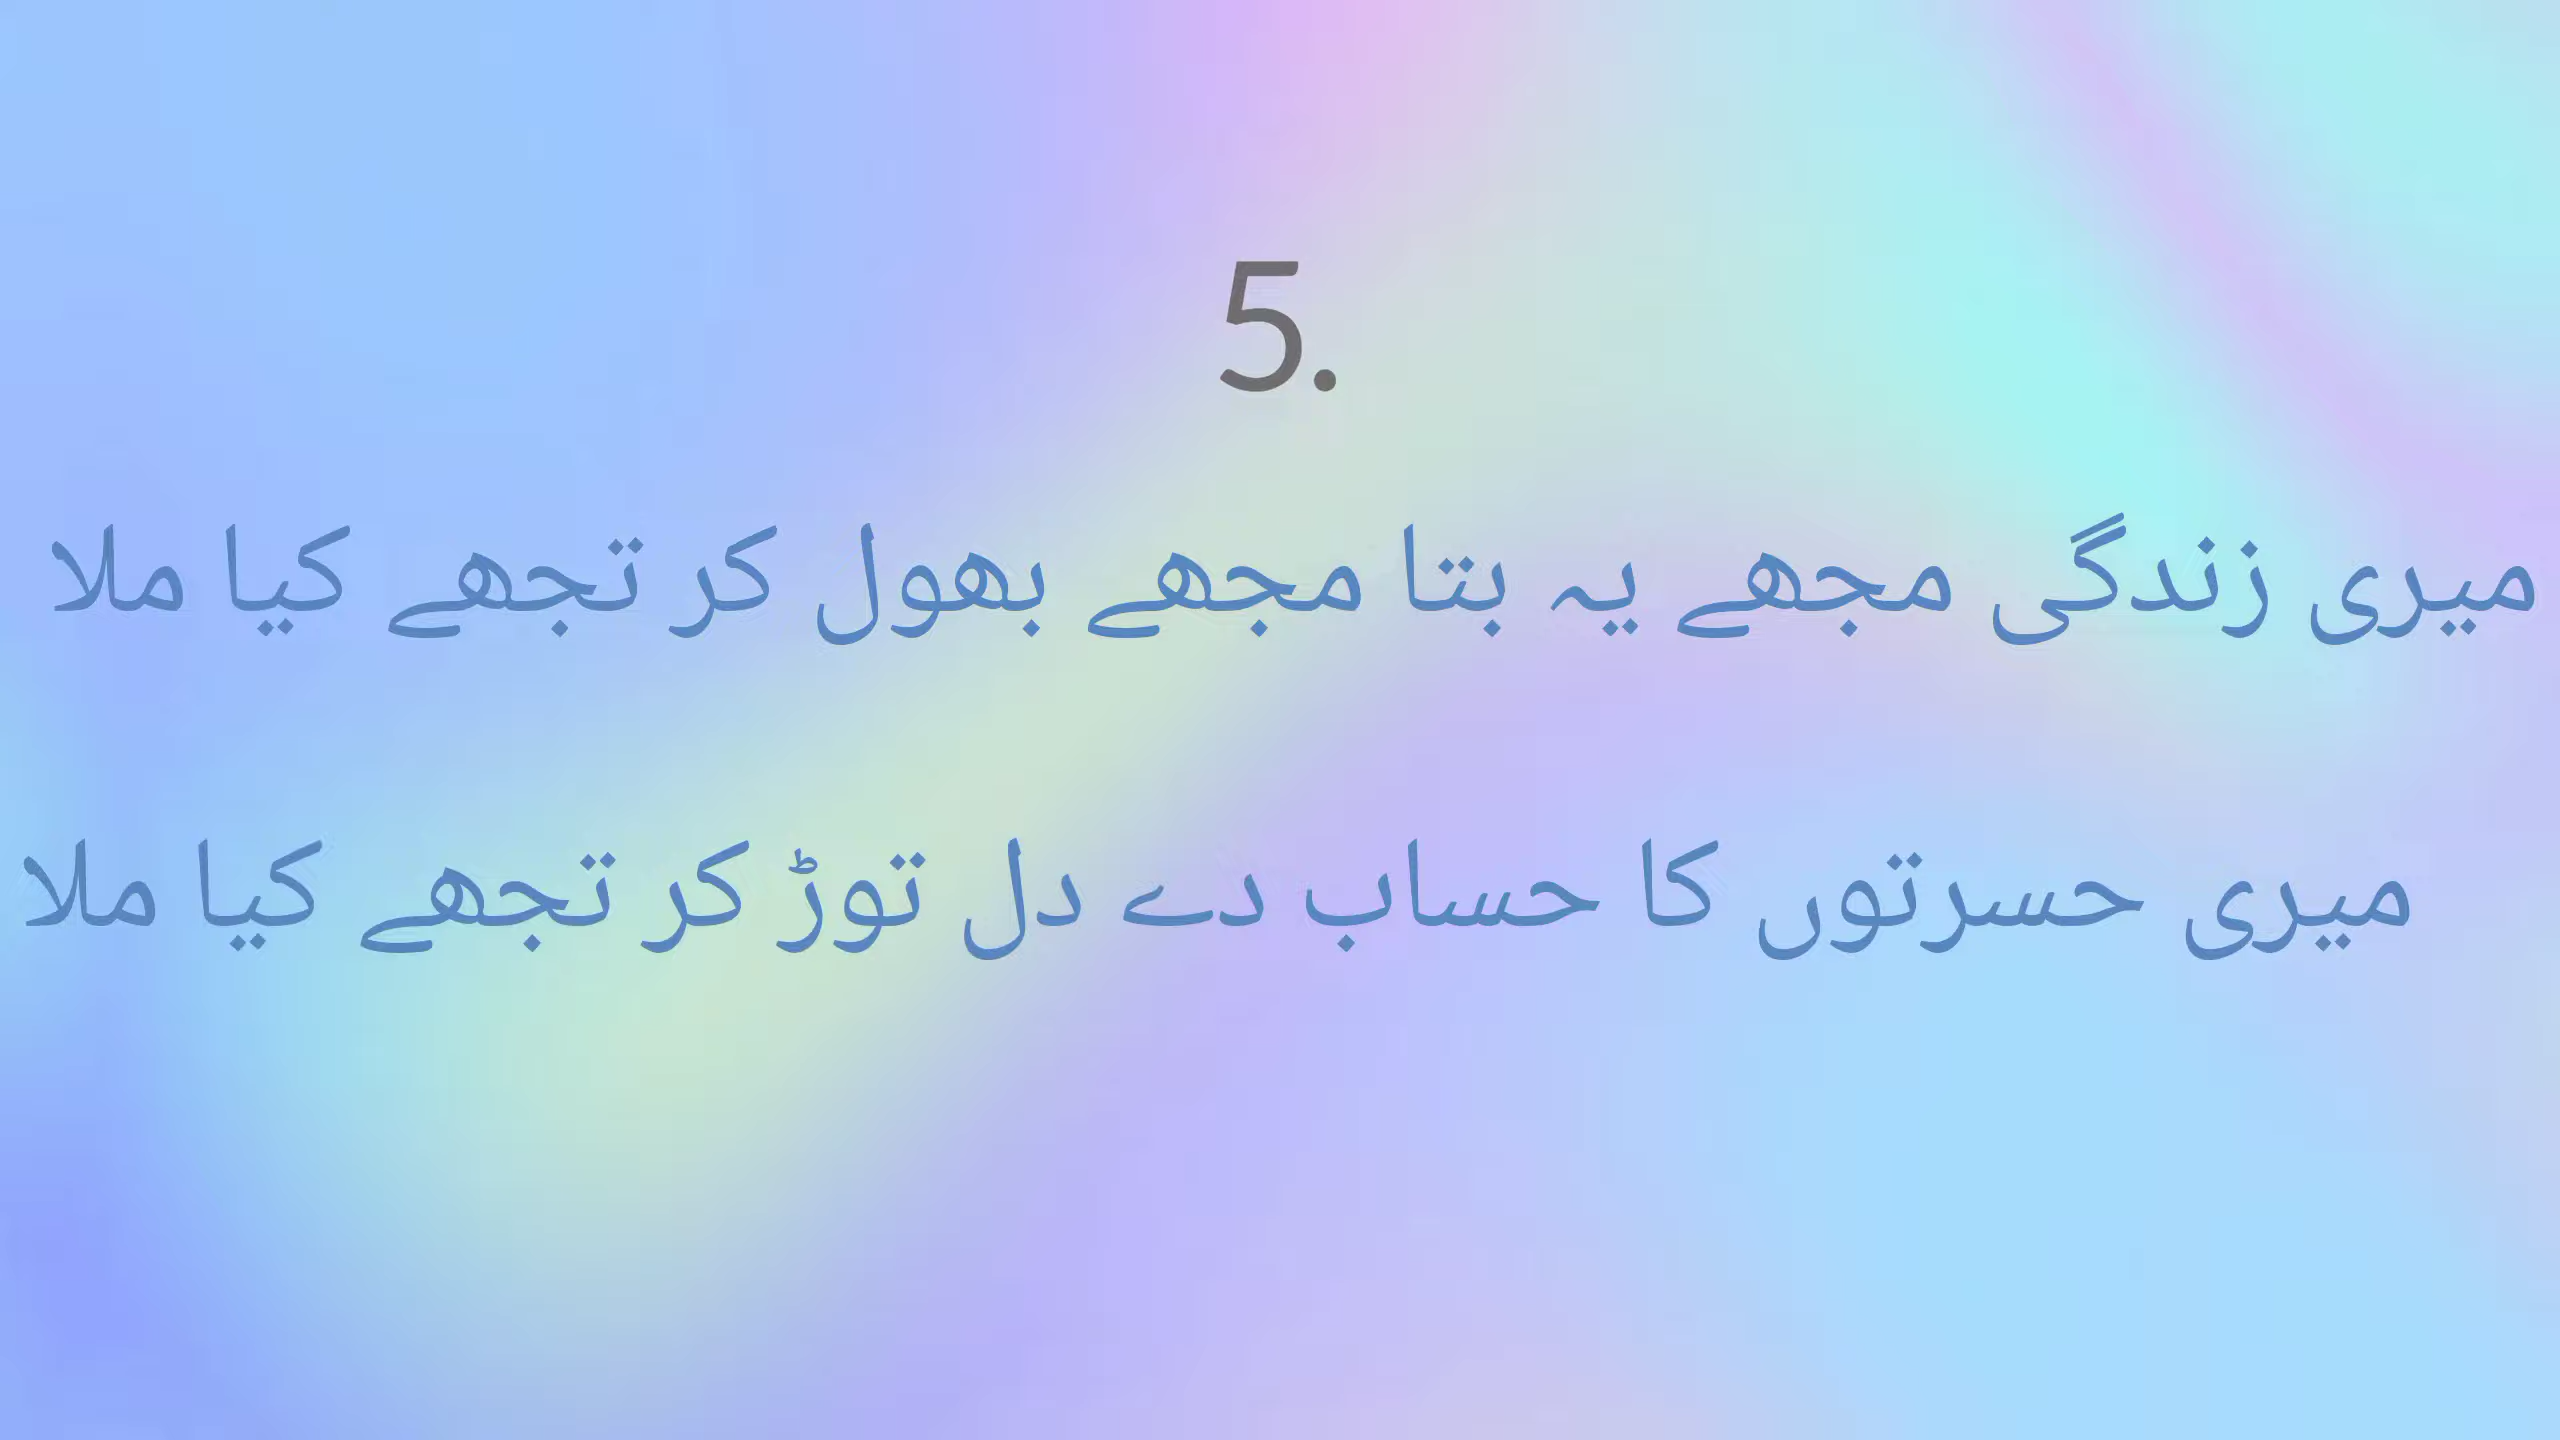 5.
میری زندگی مجھے یہ بتا مجھے بھول کر تجھے کیا ملا
میری حسرتوں کا حساب دے دل توڑ کر تجھے کیا ملا